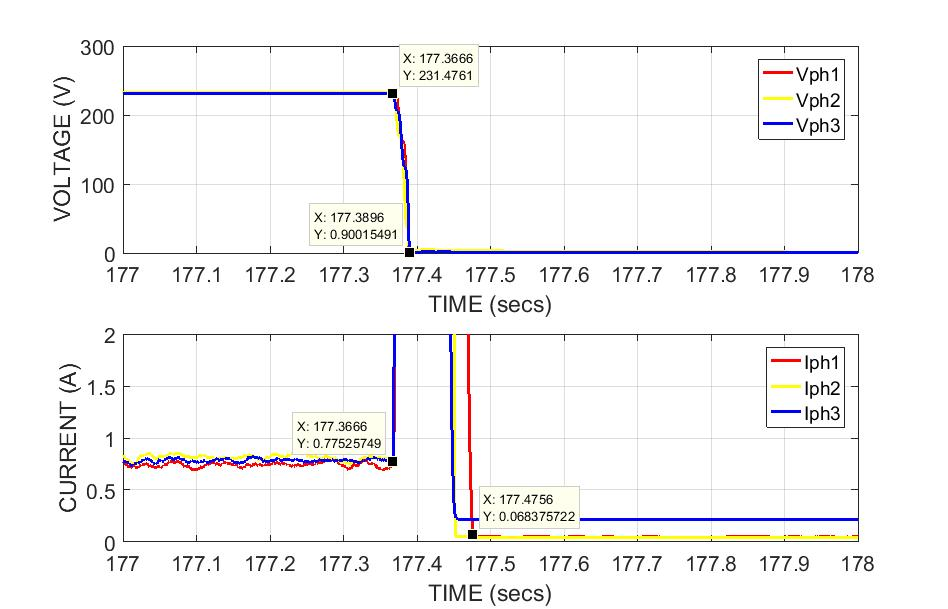 300
200
100
0
VOLTAGE (V)
X: 177.3666
Y: 231.4761
X: 177.3896
Y: 0.90015491
Vph1
Vph2
Vph3
177 177.1 177.2 177.3 177.4 177.5 177.6 177.7 177.8 177.9 178
TIME (secs)
2
1.5
1
0.5
0
CURRENT (A)
X: 177.3666
Y: 0.77525749
X: 177.4756
Y: 0.068375722
Iph1
Iph2
Iph3
177 177.1 177.2 177.3 177.4 177.5 177.6 177.7 177.8 177.9 178
TIME (secs)